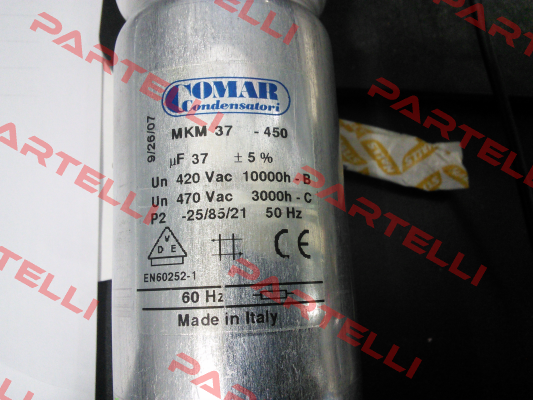 COMAR
Condensatori
9/26/07
MKM 37 - 450
µF 37 ± 5 %
Un 420 Vac 10000h - B
Un 470 Vac 3000h - C
P2 -25/85/21 50 Hz
V
D E
CE
EN60252-1
60 Hz
Made in Italy
PARTELLI
PARTELLI
PARTELLI
PARTELLI
PARTELLI
PARTELLI
PARTELLI